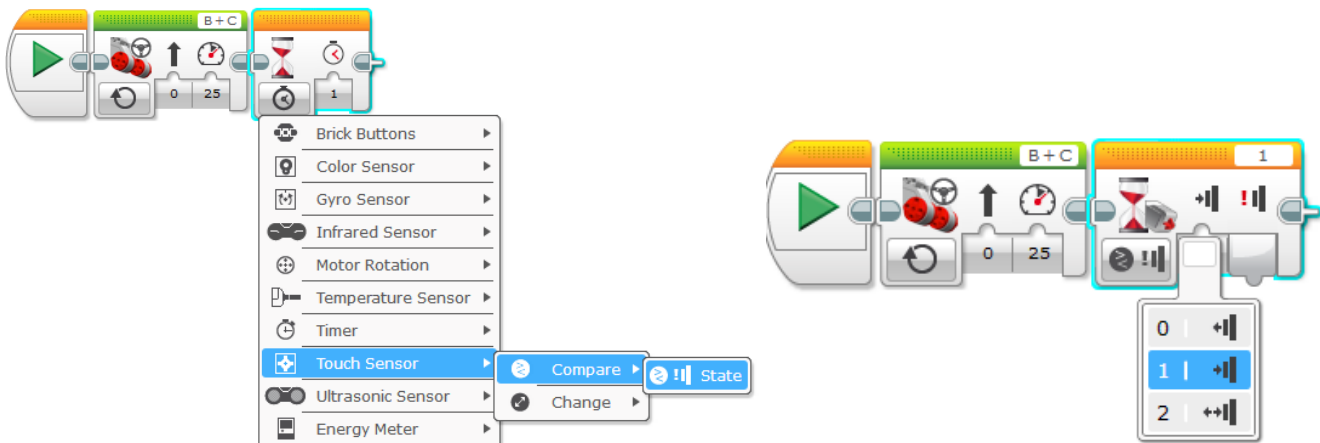 B+C
0 25 1
Brick Buttons
Color Sensor
Gyro Sensor
Infrared Sensor
Motor Rotation
Temperature Sensor
Timer
Touch Sensor
Ultrasonic Sensor
Energy Meter
Compare
Change
State
B+C 1
0 25
0
1
2